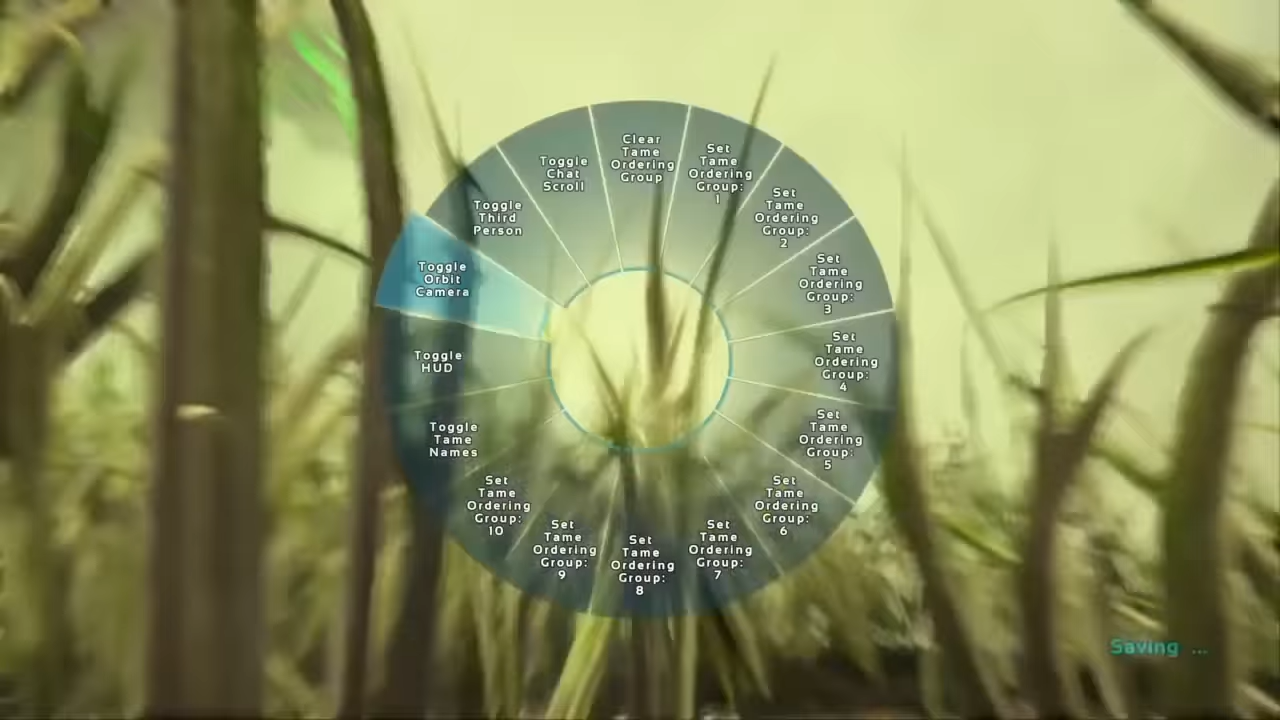 Clear
Tame
Ordering
Group
Set
Tame
Ordering
Group:
1
Set
Tame
Ordering
Group:
2
Set
Tame
Ordering
Group:
3
Set
Tame
Ordering
Group:
4
Set
Tame
Ordering
Group:
5
Set
Tame
Ordering
Group:
6
Set
Tame
Ordering
Group:
7
Set
Tame
Ordering
Group:
8
Set
Tame
Ordering
Group:
9
Set
Tame
Ordering
Group:
10
Toggle
Tame
Names
Toggle
HUD
Toggle
Orbit
Camera
Toggle
Third
Person
Toggle
Chat
Scroll
Saving ...